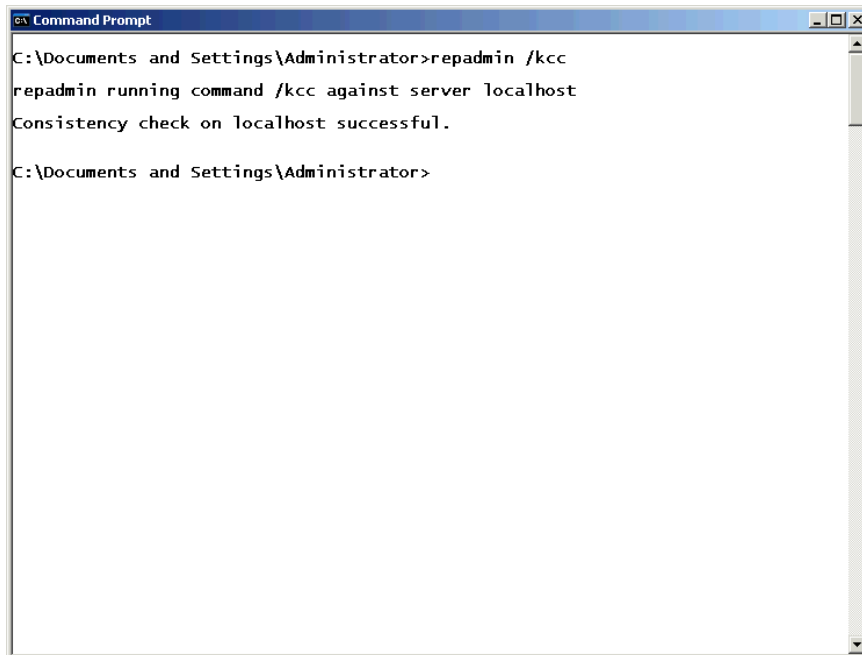 Command Prompt
C:\Documents and Settings\Administrator>repadmin /kcc
repadmin running command /kcc against server localhost
Consistency check on localhost successful.
C:\Documents and Settings\Administrator>